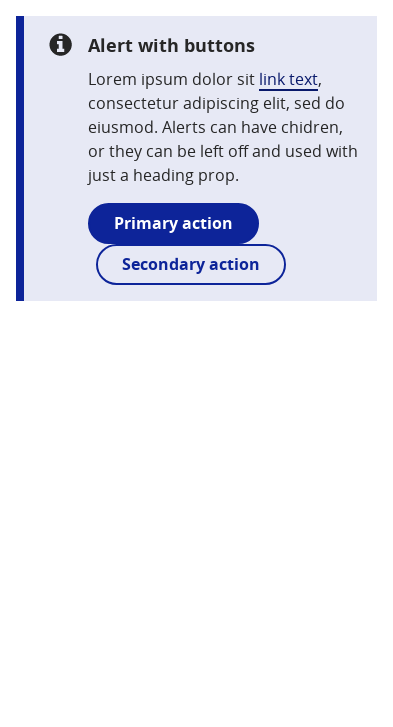 Alert with buttons
Lorem ipsum dolor sit link text,
consectetur adipiscing elit, sed do
eiusmod. Alerts can have chidren,
or they can be left off and used with
just a heading prop.
Primary action
Secondary action